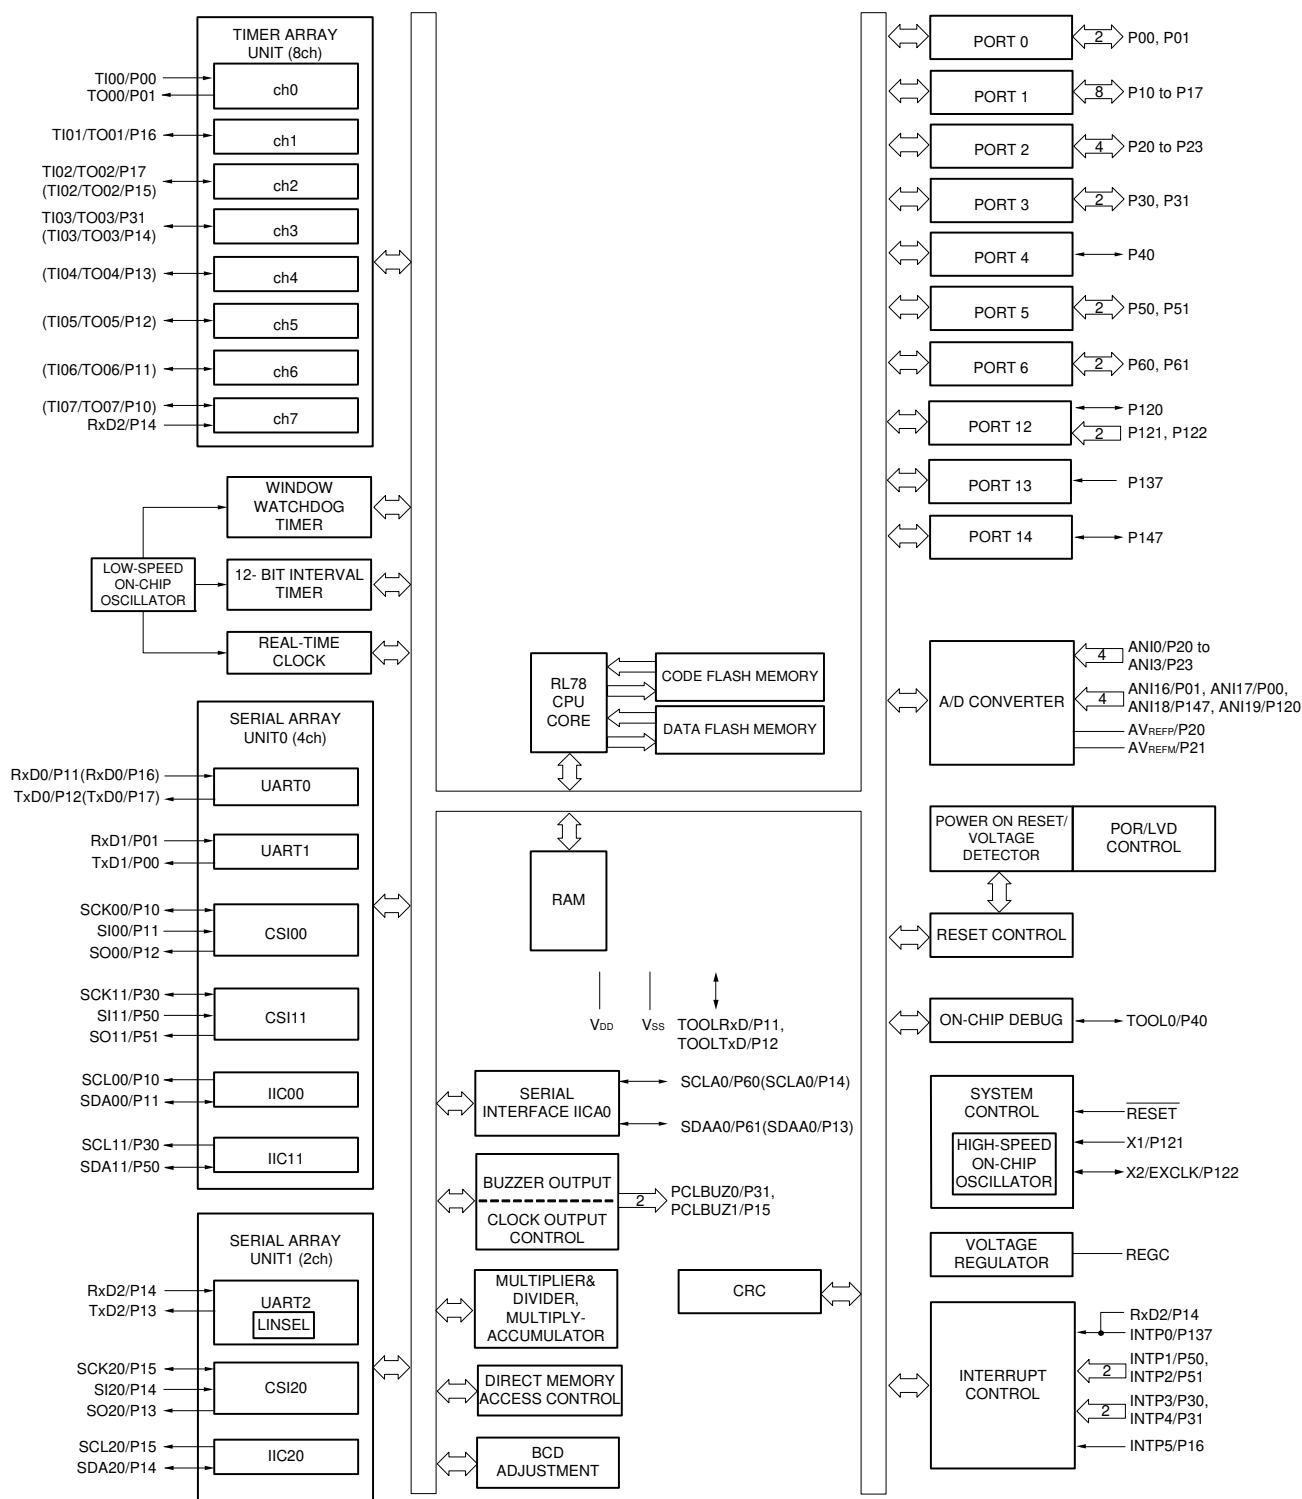 TIMER ARRAY
UNIT (8ch)
TI00/P00
TO00/P01
ch0
TI01/TO01/P16
ch1
TI02/TO02/P17
(TI02/TO02/P15)
ch2
TI03/TO03/P31
(TI03/TO03/P14)
ch3
(TI04/TO04/P13)
ch4
(TI05/TO05/P12)
ch5
(TI06/TO06/P11)
ch6
(TI07/TO07/P10)
RxD2/P14
ch7
WINDOW
WATCHDOG
TIMER
LOW-SPEED
ON-CHIP
OSCILLATOR
12- BIT INTERVAL
TIMER
REAL-TIME
CLOCK
SERIAL ARRAY
UNIT0 (4ch)
RxD0/P11(RxD0/P16)
TxD0/P12(TxD0/P17)
UART0
RxD1/P01
TxD1/P00
UART1
SCK00/P10
SI00/P11
SO00/P12
CSI00
SCK11/P30
SI11/P50
SO11/P51
CSI11
SCL00/P10
SDA00/P11
IIC00
SCL11/P30
SDA11/P50
IIC11
SERIAL ARRAY
UNIT1 (2ch)
RxD2/P14
TxD2/P13
UART2
LINSEL
SCK20/P15
SI20/P14
SO20/P13
CSI20
SCL20/P15
SDA20/P14
IIC20
RL78
CPU
CORE
CODE FLASH MEMORY
DATA FLASH MEMORY
RAM
VDD
VSS
TOOLRxD/P11,
TOOLTxD/P12
SERIAL
INTERFACE IICA0
SCLA0/P60(SCLA0/P14)
SDAA0/P61(SDAA0/P13)
BUZZER OUTPUT
CLOCK OUTPUT
CONTROL
2
PCLBUZ0/P31,
PCLBUZ1/P15
MULTIPLIER&
DIVIDER,
MULTIPLY-
ACCUMULATOR
CRC
DIRECT MEMORY
ACCESS CONTROL
BCD
ADJUSTMENT
PORT 0
2
P00, P01
PORT 1
8
P10 to P17
PORT 2
4
P20 to P23
PORT 3
2
P30, P31
PORT 4
P40
PORT 5
2
P50, P51
PORT 6
2
P60, P61
PORT 12
P120
2
P121, P122
PORT 13
P137
PORT 14
P147
A/D CONVERTER
4
ANI0/P20 to
ANI3/P23
4
ANI16/P01, ANI17/P00,
ANI18/P147, ANI19/P120
AVREFP/P20
AVREFM/P21
POWER ON RESET/
VOLTAGE
DETECTOR
POR/LVD
CONTROL
RESET CONTROL
ON-CHIP DEBUG
TOOL0/P40
SYSTEM
CONTROL
HIGH-SPEED
ON-CHIP
OSCILLATOR
RESET
X1/P121
X2/EXCLK/P122
VOLTAGE
REGULATOR
REGC
INTERRUPT
CONTROL
RxD2/P14
INTP0/P137
2
INTP1/P50,
INTP2/P51
2
INTP3/P30,
INTP4/P31
INTP5/P16